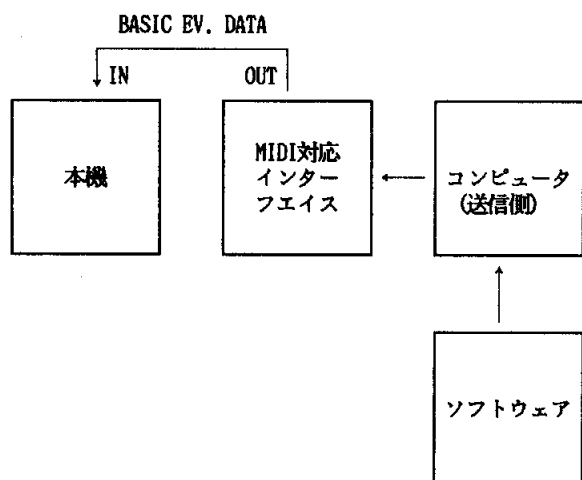 BASIC EV. DATA
IN
OUT
本機
MIDI対応
インター
フエイス
コンピュータ
(送信側)
ソフトウェア